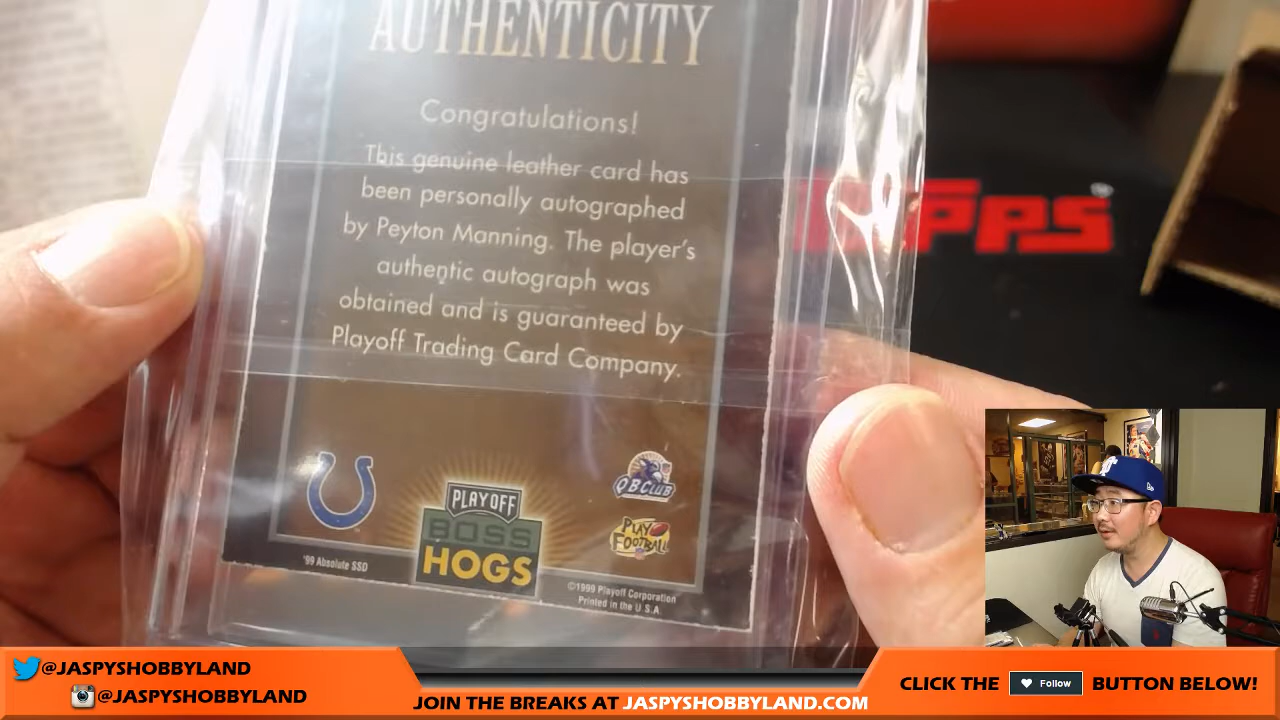 AUTHENTICITY
Congratulations!
This genuine leather card has
been personally autographed
by Peyton Manning. The player's
authentic autograph was
obtained and is guaranteed by
Playoff Trading Card Company.
QB CLUB
PLAYOFF
BOSS
HOGS
PLAY
FOOTBALL
'99 Absolute SSD
©1999 Playoff Corporation
Printed in the U.S.A.
@JASPYSHOBBYLAND
@JASPYSHOBBYLAND
JOIN THE BREAKS AT JASPYSHOBBYLAND.COM
CLICK THE Follow BUTTON BELOW!